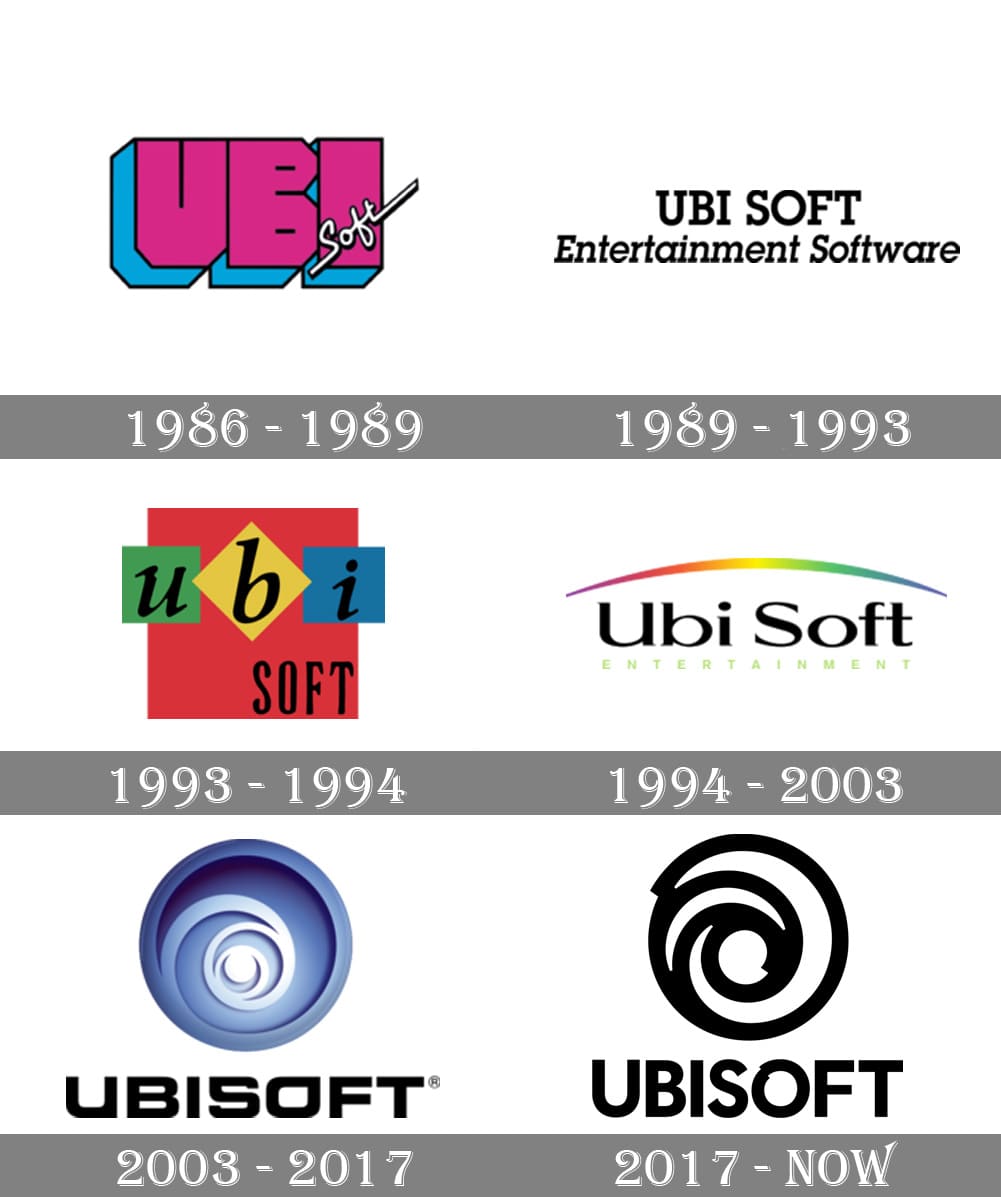 UBI
Soft
UBI SOFT
Entertainment Software
1986 - 1989
1989 - 1993
u b i
SOFT
Ubi Soft
ENTERTAINMENT
1993 - 1994
1994 - 2003
UBISOFT®
UBISOFT
2003 - 2017
2017 - NOW